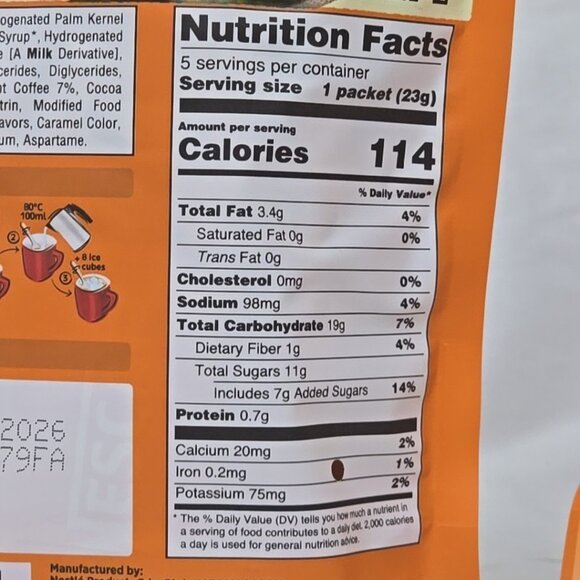 ogenated Palm Kernel
Syrup*, Hydrogenated
[A Milk Derivative],
cerides, Diglycerides,
nt Coffee 7%, Cocoa
trin, Modified Food
avors, Caramel Color,
um, Aspartame.
80°C
100ml
2
+ 8 Ice
cubes
3
2026
79FA
Nutrition Facts
5 servings per container
Serving size 1 packet (23g)
Amount per serving
Calories 114
% Daily Value*
Total Fat 3.4g 4%
Saturated Fat 0g 0%
Trans Fat 0g
Cholesterol 0mg 0%
Sodium 98mg 4%
Total Carbohydrate 19g 7%
Dietary Fiber 1g 4%
Total Sugars 11g
Includes 7g Added Sugars 14%
Protein 0.7g
Calcium 20mg 2%
Iron 0.2mg 1%
Potassium 75mg 2%
* The % Daily Value (DV) tells you how much a nutrient in
a serving of food contributes to a daily diet. 2,000 calories
a day is used for general nutrition advice.
Manufactured by: